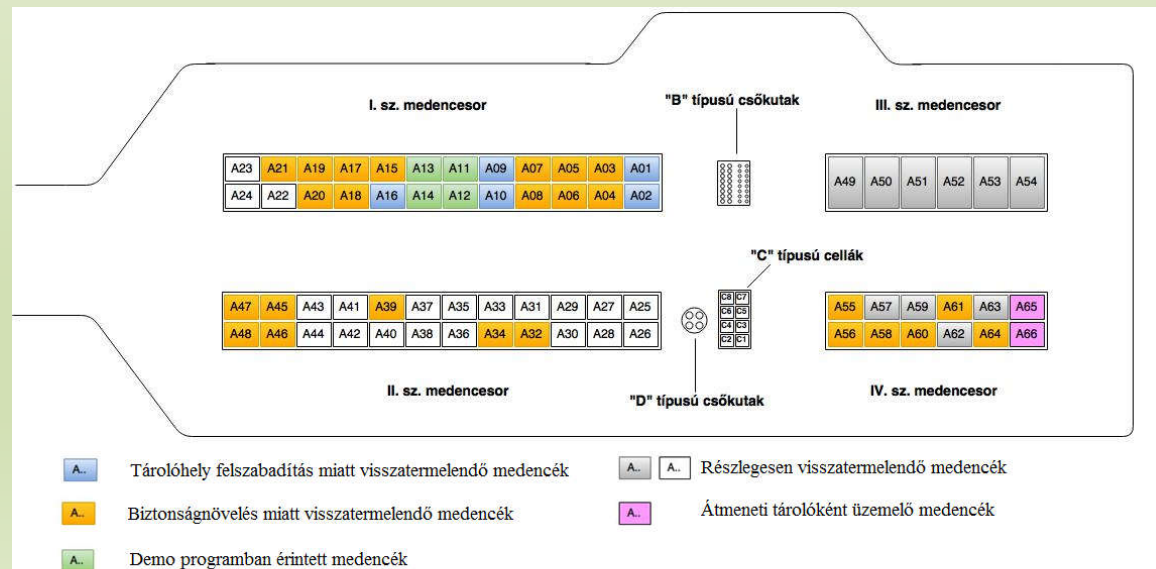 I. sz. medencesor
"B" típusú csőkutak
III. sz. medencesor
A23 A21 A19 A17 A15 A13 A11 A09 A07 A05 A03 A01
A24 A22 A20 A18 A16 A14 A12 A10 A08 A06 A04 A02
A49 A50 A51 A52 A53 A54
"C" típusú cellák
A47 A45 A43 A41 A39 A37 A35 A33 A31 A29 A27 A25
A48 A46 A44 A42 A40 A38 A36 A34 A32 A30 A28 A26
C8 C7
C6 C5
C4 C3
C2 C1
A55 A57 A59 A61 A63 A65
A56 A58 A60 A62 A64 A66
II. sz. medencesor
"D" típusú csőkutak
IV. sz. medencesor
A.. Tárolóhely felszabadítás miatt visszatermelendő medencék
A.. A.. Részlegesen visszatermelendő medencék
A.. Biztonságnövelés miatt visszatermelendő medencék
A.. Átmeneti tárolóként üzemelő medencék
A.. Demo programban érintett medencék